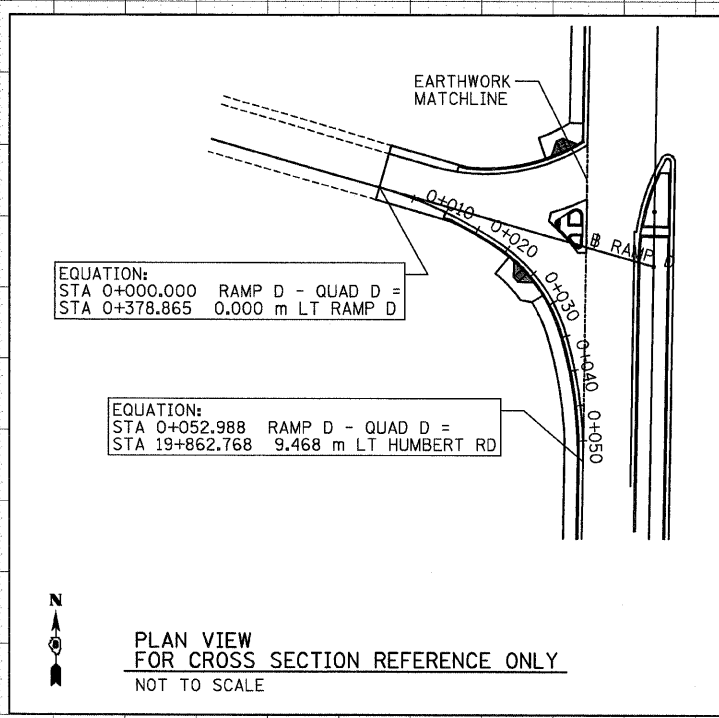 EARTHWORK
MATCHLINE
0+010
0+020
0+030
0+040
0+050
RAMP D
EQUATION:
STA 0+000.000 RAMP D - QUAD D =
STA 0+378.865 0.000 m LT RAMP D
EQUATION:
STA 0+052.988 RAMP D - QUAD D =
STA 19+862.768 9.468 m LT HUMBERT RD
N
PLAN VIEW
FOR CROSS SECTION REFERENCE ONLY
NOT TO SCALE